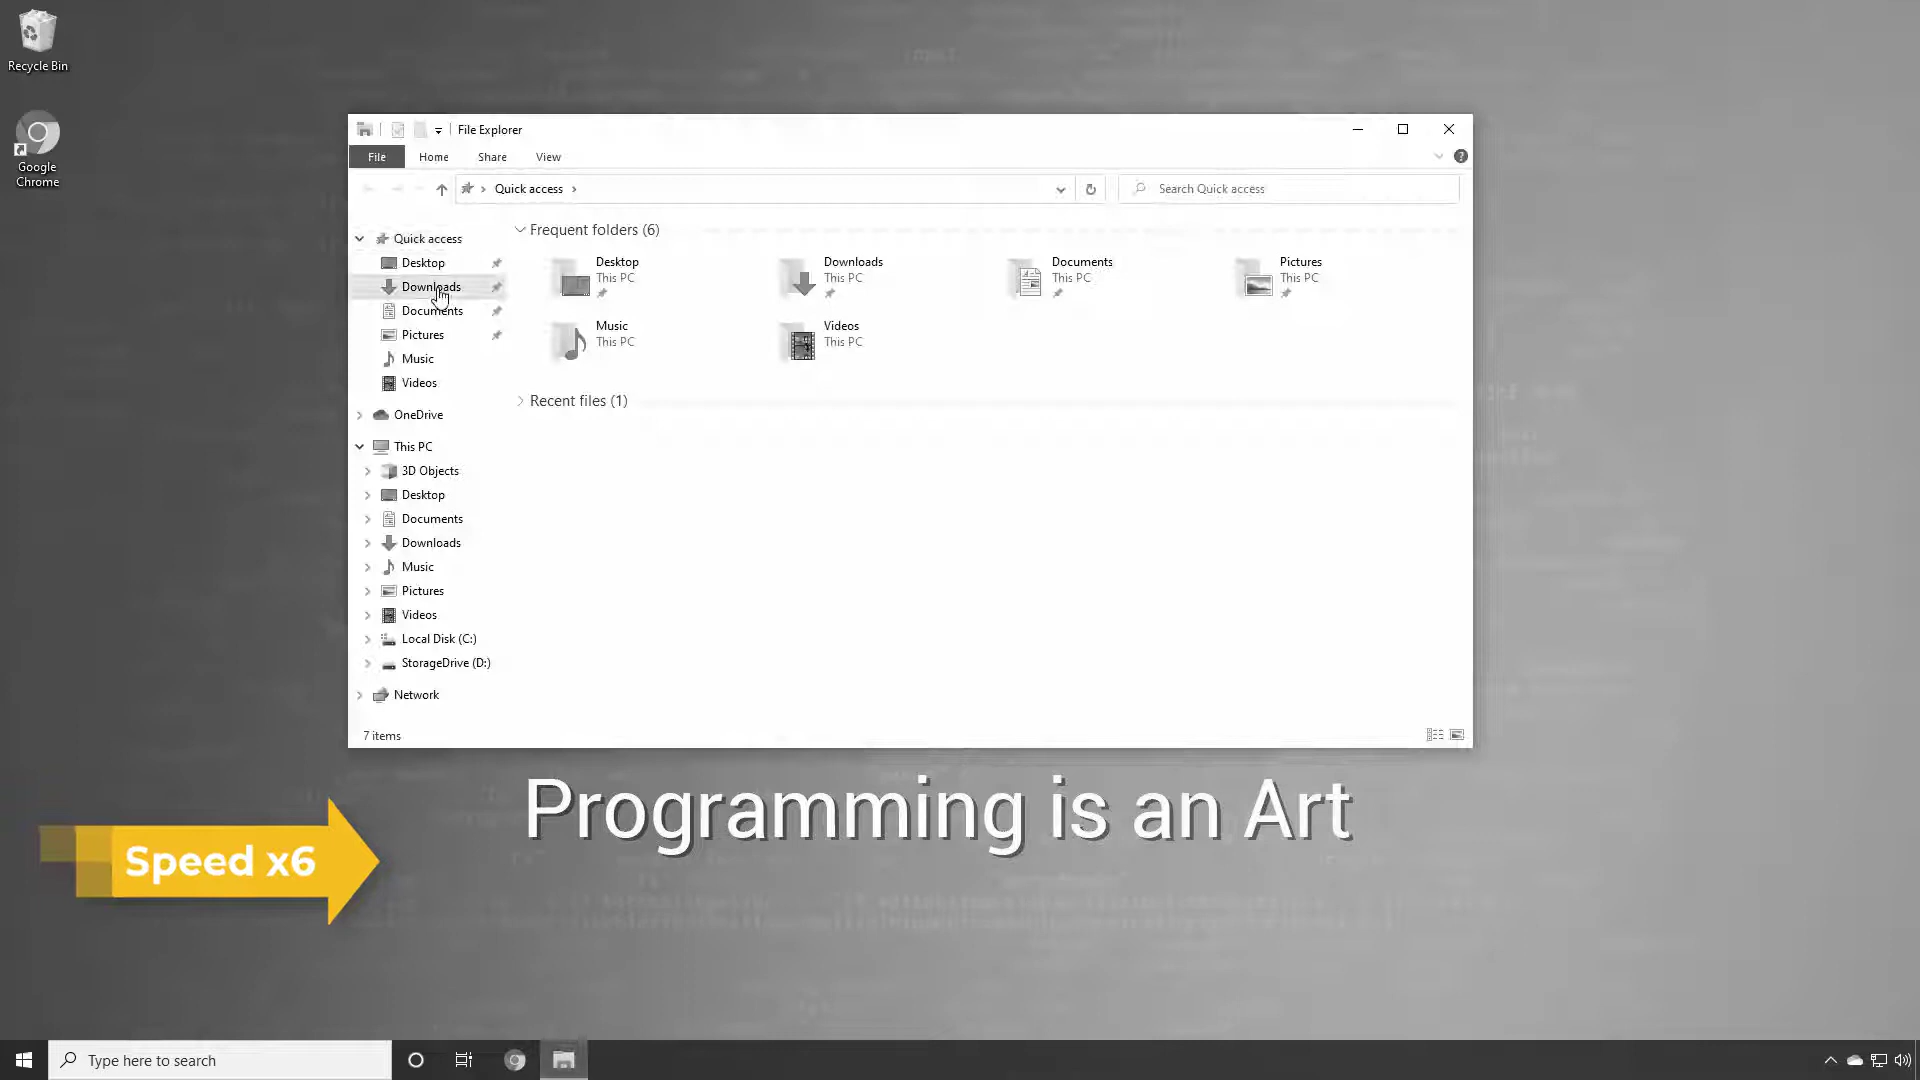 Recycle Bin
Google
Chrome
File Explorer
File
Home
Share
View
Quick access
Search Quick access
Quick access
Desktop
Downloads
Documents
Pictures
Music
Videos
OneDrive
This PC
3D Objects
Desktop
Documents
Downloads
Music
Pictures
Videos
Local Disk (C:)
StorageDrive (D:)
Network
Frequent folders (6)
Desktop
This PC
Downloads
This PC
Documents
This PC
Pictures
This PC
Music
This PC
Videos
This PC
Recent files (1)
7 items
Programming is an Art
Speed x6
Type here to search